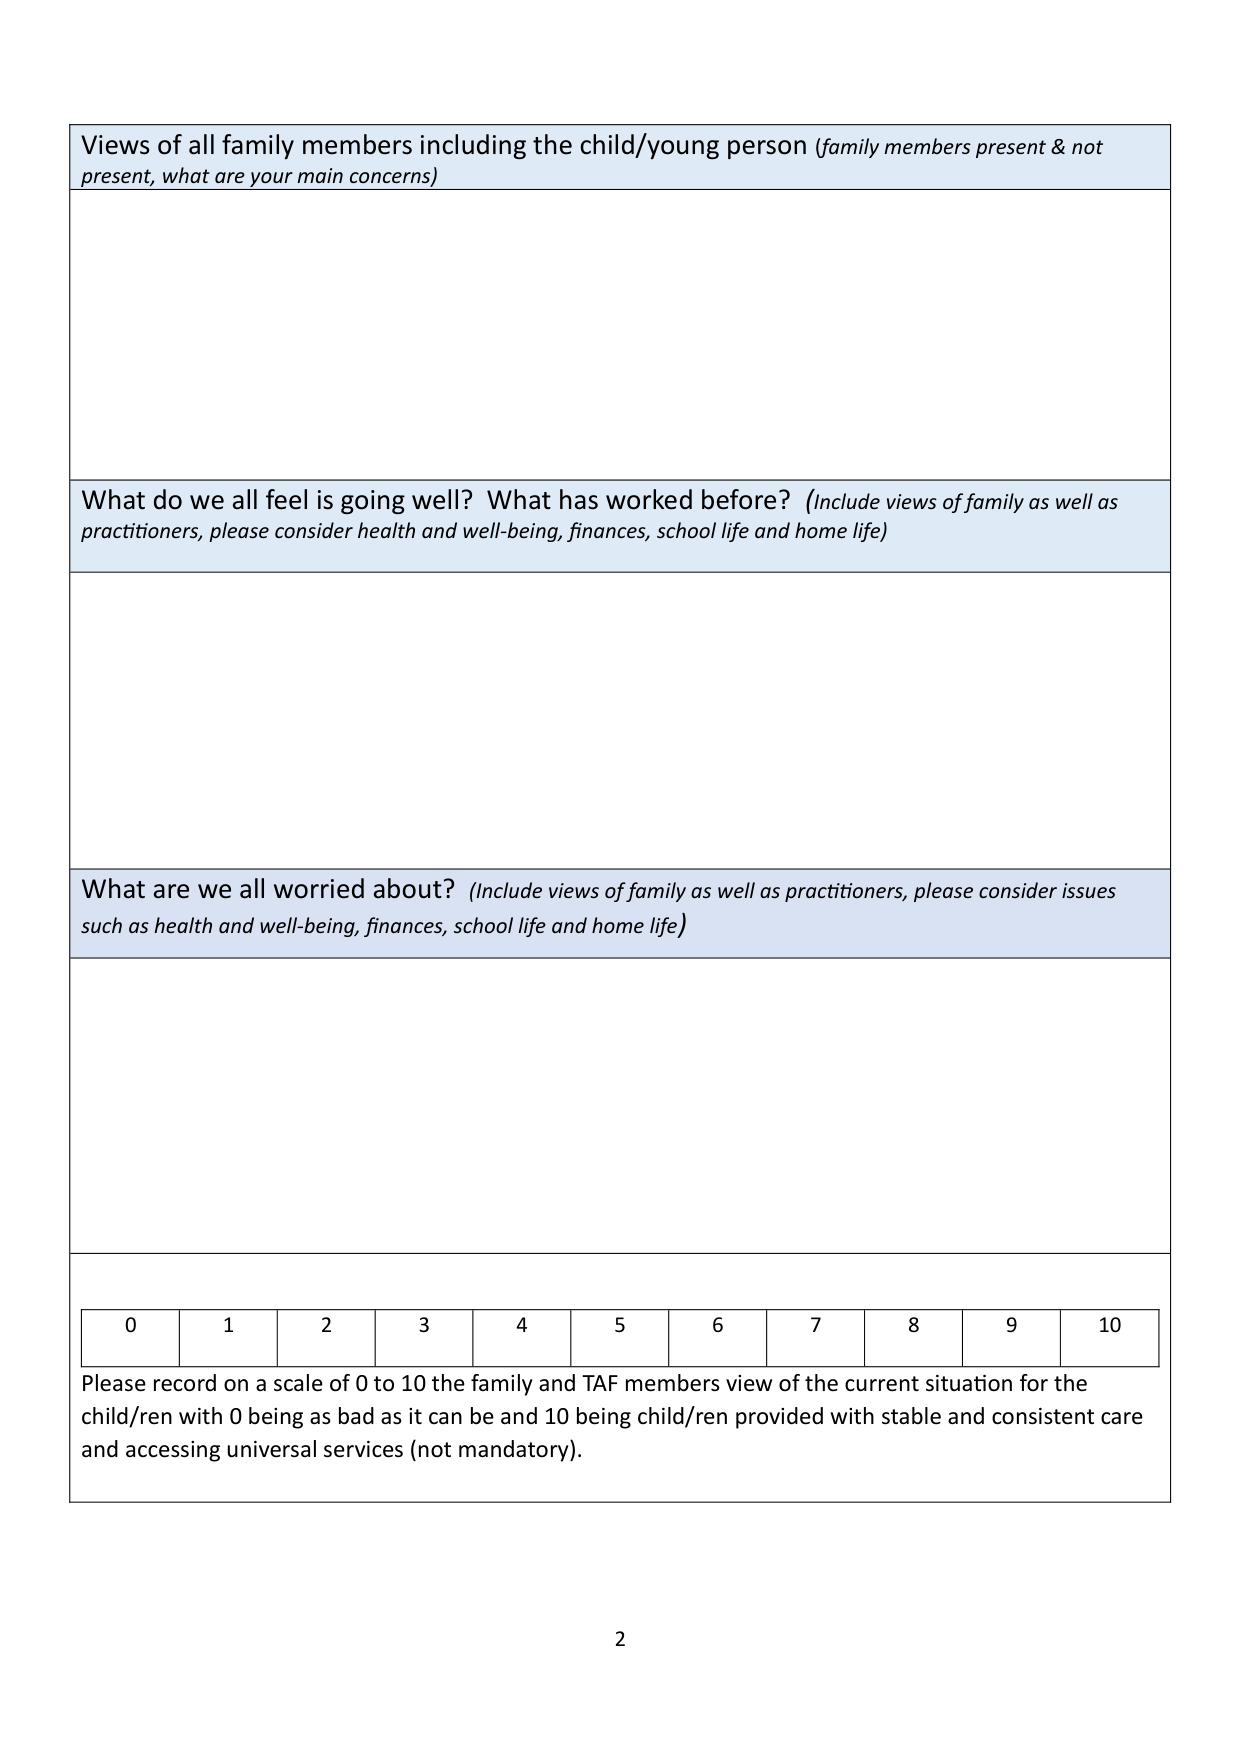 Views of all family members including the child/young person (family members present & not
present, what are your main concerns)
What do we all feel is going well?  What has worked before?  (Include views of family as well as
practitioners, please consider health and well-being, finances, school life and home life)
What are we all worried about?  (Include views of family as well as practitioners, please consider issues
such as health and well-being, finances, school life and home life)
0 1 2 3 4 5 6 7 8 9 10
Please record on a scale of 0 to 10 the family and TAF members view of the current situation for the
child/ren with 0 being as bad as it can be and 10 being child/ren provided with stable and consistent care
and accessing universal services (not mandatory).
2